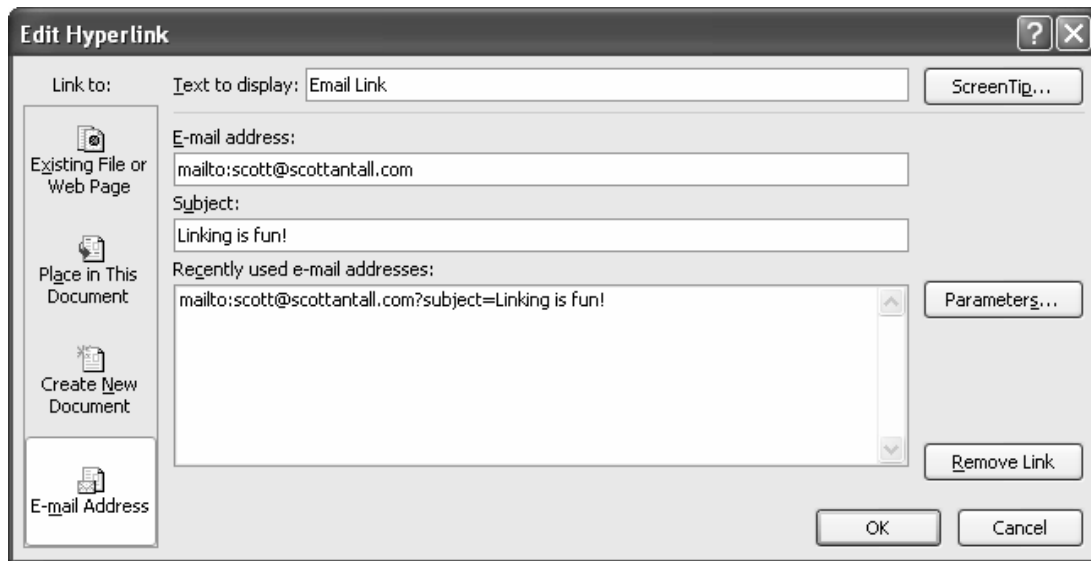 Edit Hyperlink
Link to:
Text to display: Email Link
ScreenTip...
Existing File or
Web Page
Place in This
Document
Create New
Document
E-mail Address
E-mail address:
mailto:scott@scottantall.com
Subject:
Linking is fun!
Recently used e-mail addresses:
mailto:scott@scottantall.com?subject=Linking is fun!
Parameters...
Remove Link
OK
Cancel